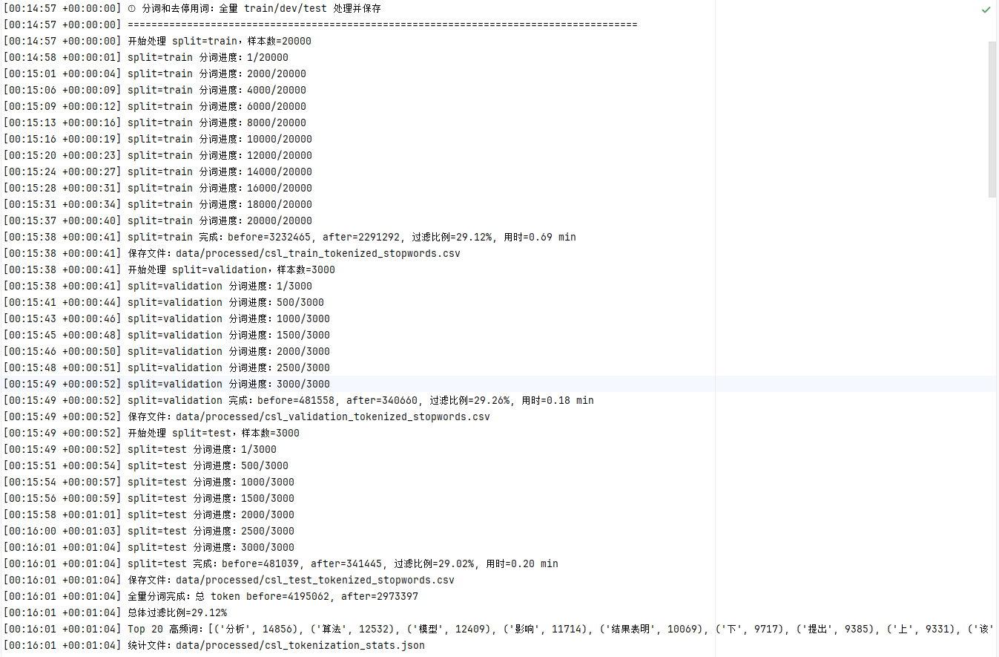 [00:14:57 +00:00:00] ① 分词和去停用词：全量 train/dev/test 处理并保存
[00:14:57 +00:00:00] ======================================================================================
[00:14:57 +00:00:00] 开始处理 split=train，样本数=20000
[00:14:58 +00:00:01] split=train 分词进度：1/20000
[00:15:01 +00:00:04] split=train 分词进度：2000/20000
[00:15:06 +00:00:09] split=train 分词进度：4000/20000
[00:15:09 +00:00:12] split=train 分词进度：6000/20000
[00:15:13 +00:00:16] split=train 分词进度：8000/20000
[00:15:16 +00:00:19] split=train 分词进度：10000/20000
[00:15:20 +00:00:23] split=train 分词进度：12000/20000
[00:15:24 +00:00:27] split=train 分词进度：14000/20000
[00:15:28 +00:00:31] split=train 分词进度：16000/20000
[00:15:31 +00:00:34] split=train 分词进度：18000/20000
[00:15:37 +00:00:40] split=train 分词进度：20000/20000
[00:15:38 +00:00:41] split=train 完成：before=3232465, after=2291292, 过滤比例=29.12%, 用时=0.69 min
[00:15:38 +00:00:41] 保存文件：data/processed/csl_train_tokenized_stopwords.csv
[00:15:38 +00:00:41] 开始处理 split=validation，样本数=3000
[00:15:38 +00:00:41] split=validation 分词进度：1/3000
[00:15:41 +00:00:44] split=validation 分词进度：500/3000
[00:15:43 +00:00:46] split=validation 分词进度：1000/3000
[00:15:45 +00:00:48] split=validation 分词进度：1500/3000
[00:15:46 +00:00:50] split=validation 分词进度：2000/3000
[00:15:48 +00:00:51] split=validation 分词进度：2500/3000
[00:15:49 +00:00:52] split=validation 分词进度：3000/3000
[00:15:49 +00:00:52] split=validation 完成：before=481558, after=340660, 过滤比例=29.26%, 用时=0.18 min
[00:15:49 +00:00:52] 保存文件：data/processed/csl_validation_tokenized_stopwords.csv
[00:15:49 +00:00:52] 开始处理 split=test，样本数=3000
[00:15:49 +00:00:52] split=test 分词进度：1/3000
[00:15:51 +00:00:54] split=test 分词进度：500/3000
[00:15:54 +00:00:57] split=test 分词进度：1000/3000
[00:15:56 +00:00:59] split=test 分词进度：1500/3000
[00:15:58 +00:01:01] split=test 分词进度：2000/3000
[00:16:00 +00:01:03] split=test 分词进度：2500/3000
[00:16:01 +00:01:04] split=test 分词进度：3000/3000
[00:16:01 +00:01:04] split=test 完成：before=481039, after=341445, 过滤比例=29.02%, 用时=0.20 min
[00:16:01 +00:01:04] 保存文件：data/processed/csl_test_tokenized_stopwords.csv
[00:16:01 +00:01:04] 全量分词完成：总 token before=4195062, after=2973397
[00:16:01 +00:01:04] 总体过滤比例=29.12%
[00:16:01 +00:01:04] Top 20 高频词：[('分析', 14856), ('算法', 12532), ('模型', 12409), ('影响', 11714), ('结果表明', 10069), ('下', 9717), ('提出', 9385), ('上', 9331), ('该'
[00:16:01 +00:01:04] 统计文件：data/processed/csl_tokenization_stats.json